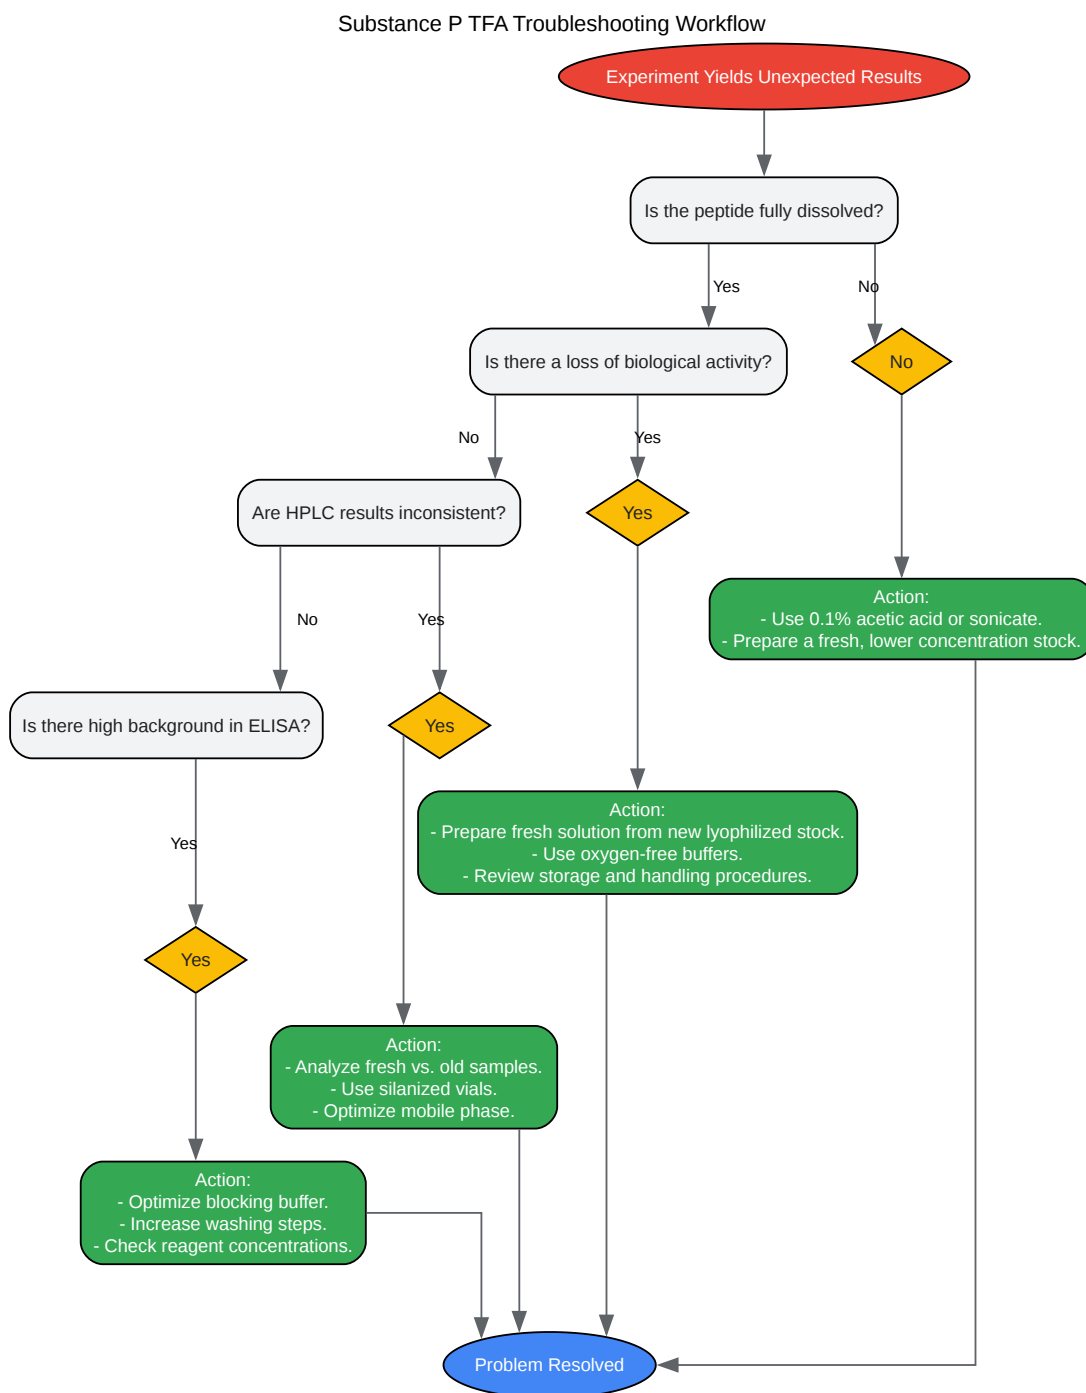 Substance P TFA Troubleshooting Workflow
Experiment Yields Unexpected Results
Is the peptide fully dissolved?
Yes
No
Is there a loss of biological activity?
No
No
Yes
Are HPLC results inconsistent?
Yes
Action:
- Use 0.1% acetic acid or sonicate.
- Prepare a fresh, lower concentration stock.
No
Yes
Is there high background in ELISA?
Yes
Action:
- Prepare fresh solution from new lyophilized stock.
- Use oxygen-free buffers.
- Review storage and handling procedures.
Yes
Yes
Action:
- Analyze fresh vs. old samples.
- Use silanized vials.
- Optimize mobile phase.
Action:
- Optimize blocking buffer.
- Increase washing steps.
- Check reagent concentrations.
Problem Resolved